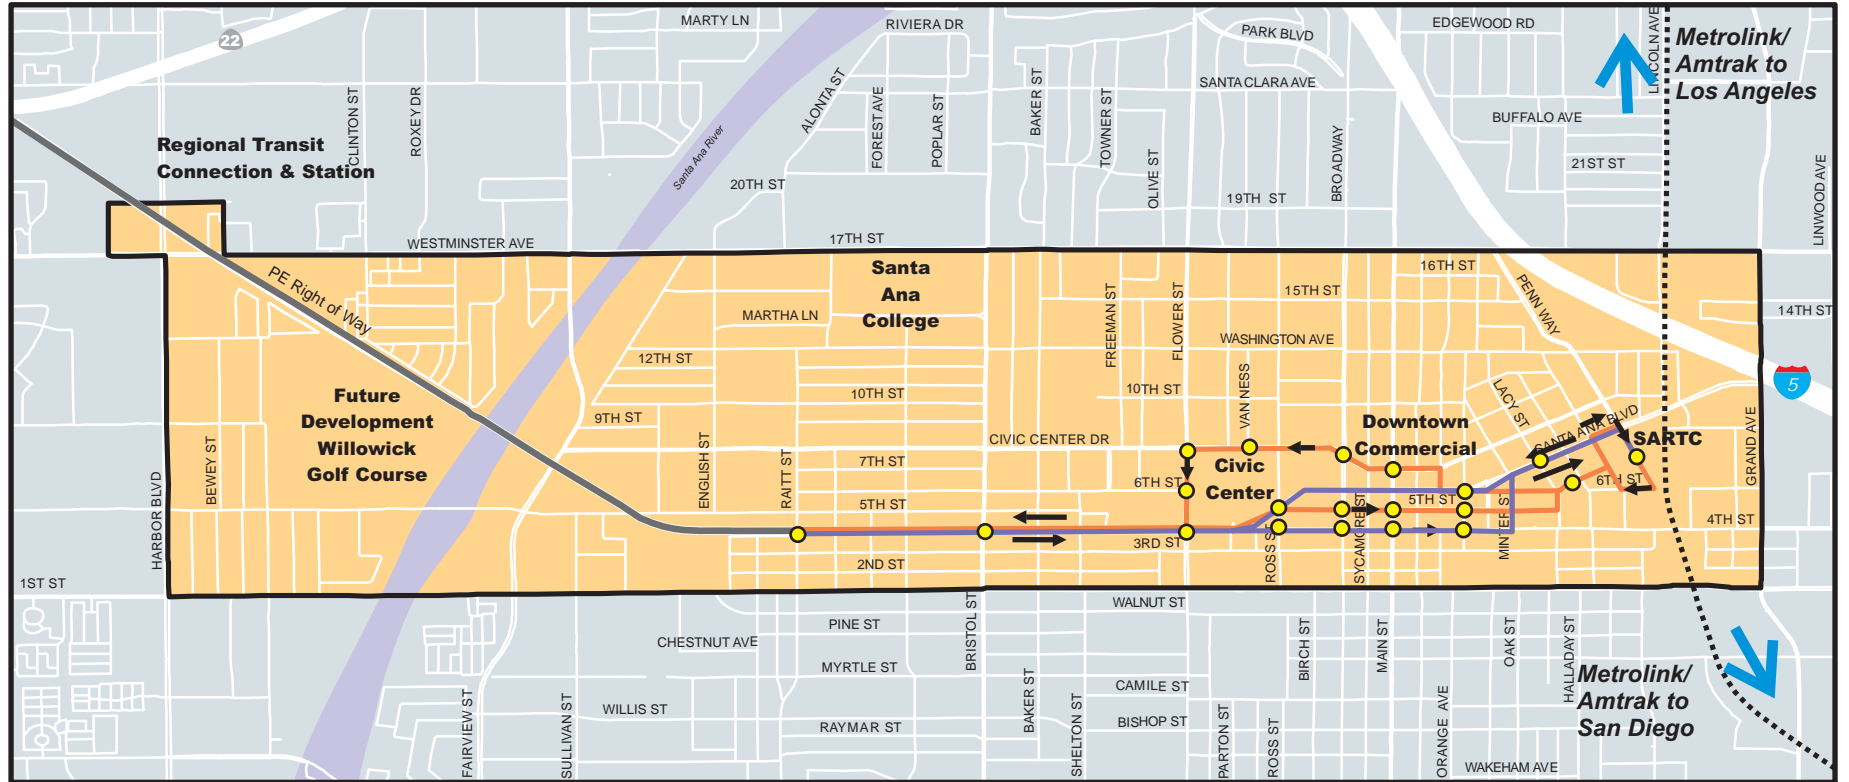 MARTY LN
RIVIERA DR
EDGEWOOD RD
PARK BLVD
LINCOLN AVE
Metrolink/
Amtrak to
Los Angeles
22
SANTA CLARA AVE
CLINTON ST
ROXEY DR
ALONTA ST
FOREST AVE
POPLAR ST
BAKER ST
TOWNER ST
BUFFALO AVE
Regional Transit
Connection & Station
Santa Ana River
OLIVE ST
BROADWAY
21ST ST
20TH ST
19TH ST
LINWOOD AVE
WESTMINSTER AVE
17TH ST
PE Right of Way
Santa
Ana
College
16TH ST
15TH ST
PENN WAY
14TH ST
MARTHA LN
FREEMAN ST
FLOWER ST
WASHINGTON AVE
12TH ST
5
Future
Development
Willowick
Golf Course
10TH ST
10TH ST
VAN NESS
LACY ST
9TH ST
CIVIC CENTER DR
Downtown
Commercial
SANTA ANA BLVD
SARTC
GRAND AVE
HARBOR BLVD
BEWEY ST
ENGLISH ST
RAITT ST
7TH ST
Civic
Center
6TH ST
6TH ST
5TH ST
5TH ST
4TH ST
3RD ST
ROSS ST
SYCAMORE ST
MINTER ST
2ND ST
1ST ST
WALNUT ST
PINE ST
CHESTNUT AVE
BRISTOL ST
BIRCH ST
MAIN ST
OAK ST
HALLADAY ST
MYRTLE ST
CAMILE ST
Metrolink/
Amtrak to
San Diego
FAIRVIEW ST
SULLIVAN ST
WILLIS ST
RAYMAR ST
BAKER ST
SHELTON ST
BISHOP ST
PARTON ST
ROSS ST
ORANGE AVE
WAKEHAM AVE